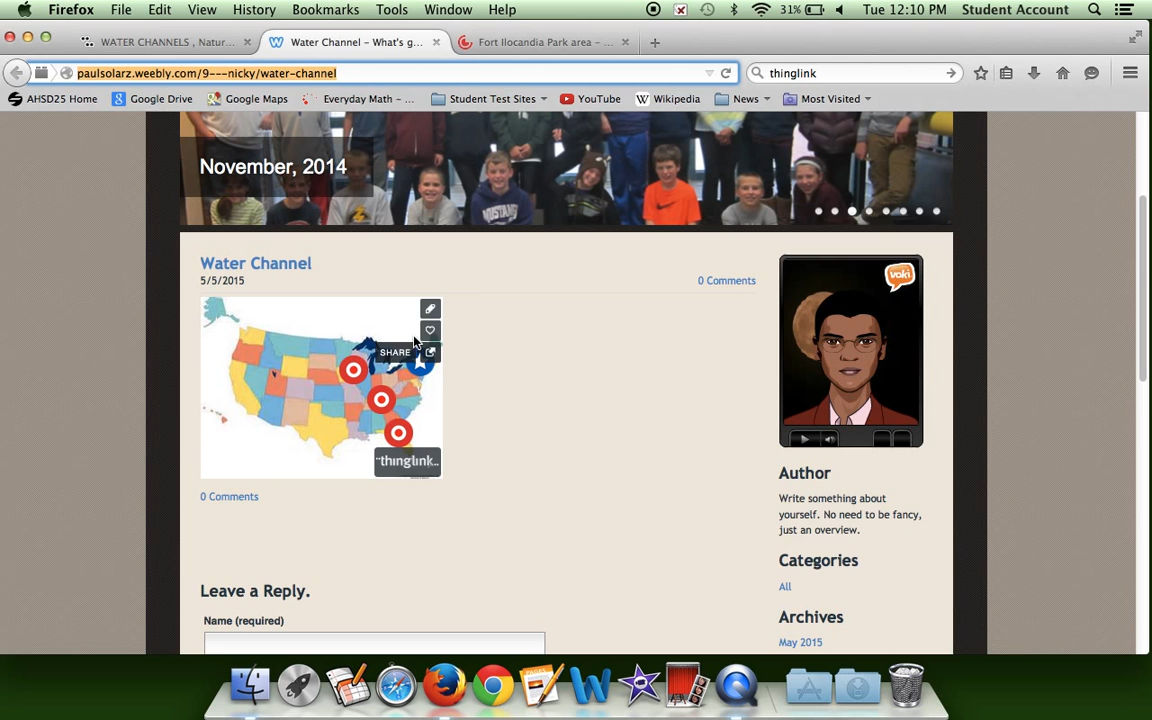 Firefox File Edit View History Bookmarks Tools Window Help 31% Tue 12:10 PM Student Account
WATER CHANNELS , Natur... Water Channel – What's g... Fort Ilocandia Park area – ...
paulsolarz.weebly.com/9---nicky/water-channel thinglink
AHSD25 Home Google Drive Google Maps Everyday Math – ... Student Test Sites YouTube Wikipedia News Most Visited
November, 2014
MUSTANG
Water Channel
5/5/2015 0 Comments
voki
SHARE
thinglink..
0 Comments
Author
Write something about
yourself. No need to be fancy,
just an overview.
Categories
All
Archives
May 2015
Leave a Reply.
Name (required)